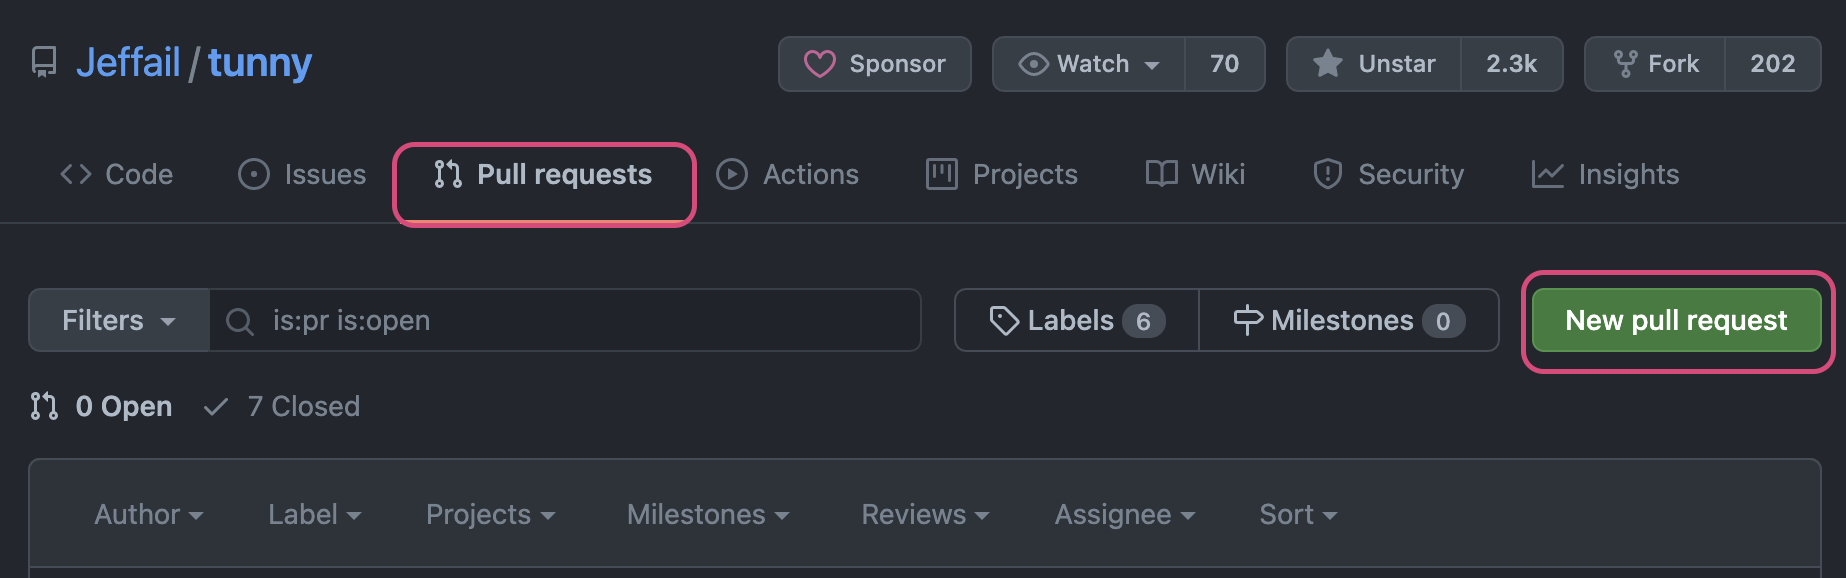 Jeffail / tunny Sponsor Watch 70 Unstar 2.3k Fork 202
Code Issues Pull requests Actions Projects Wiki Security Insights
Filters is:pr is:open Labels 6 Milestones 0 New pull request
0 Open 7 Closed
Author Label Projects Milestones Reviews Assignee Sort